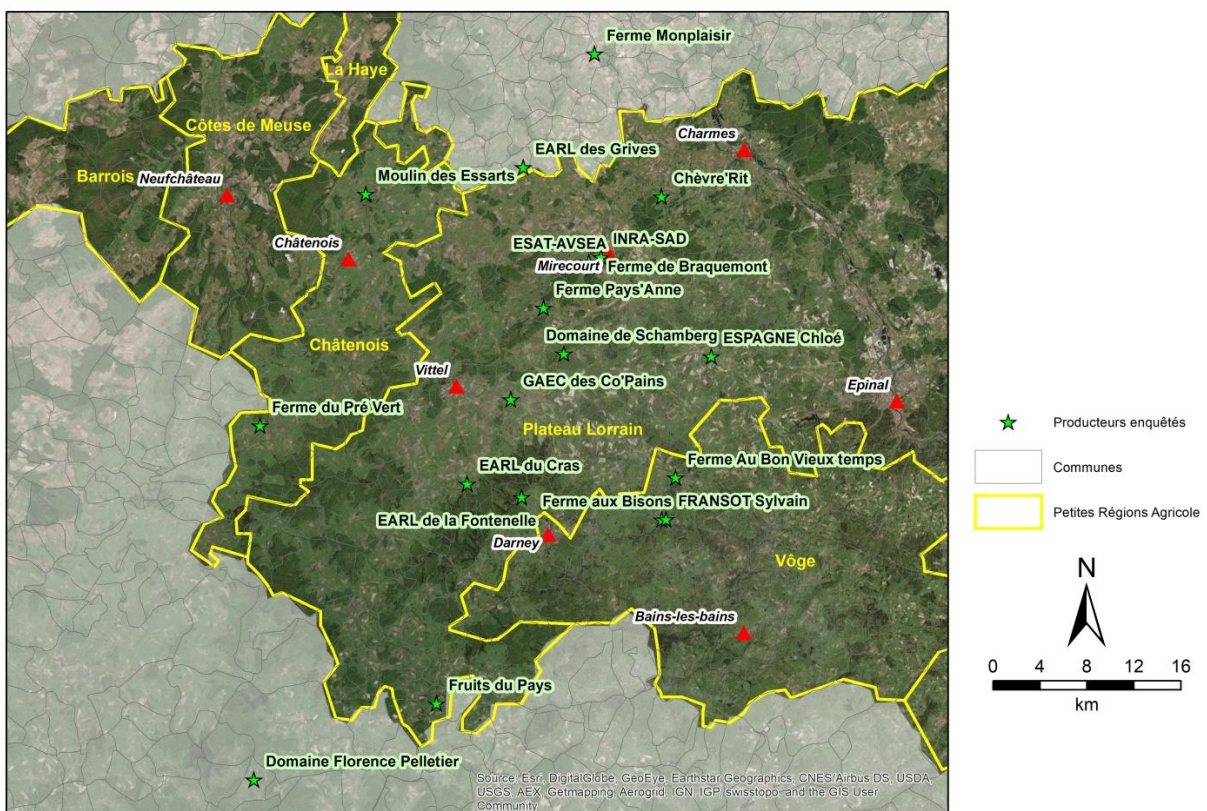 Ferme Monplaisir
La Haye
Côtes de Meuse
Charmes
EARL des Grives
Barrois
Neufchâteau
Moulin des Essarts
Chèvre'Rit
Châtenois
ESAT-AVSEA
INRA-SAD
Mirecourt
Ferme de Braquemont
Ferme Pays'Anne
Châtenois
Domaine de Schamberg
ESPAGNE Chloé
Vittel
GAEC des Co'Pains
Epinal
Ferme du Pré Vert
Plateau Lorrain
EARL du Cras
Ferme Au Bon Vieux temps
Ferme aux Bisons
FRANSOT Sylvain
EARL de la Fontenelle
Darney
Vôge
Bains-les-bains
Fruits du Pays
Domaine Florence Pelletier
Source: Esri, DigitalGlobe, GeoEye, Earthstar Geographics, CNES/Airbus DS, USDA,
USGS, AEX, Getmapping, Aerogrid, IGN, IGP, swisstopo, and the GIS User
Community
Producteurs enquêtés
Communes
Petites Régions Agricole
N
0 4 8 12 16
km